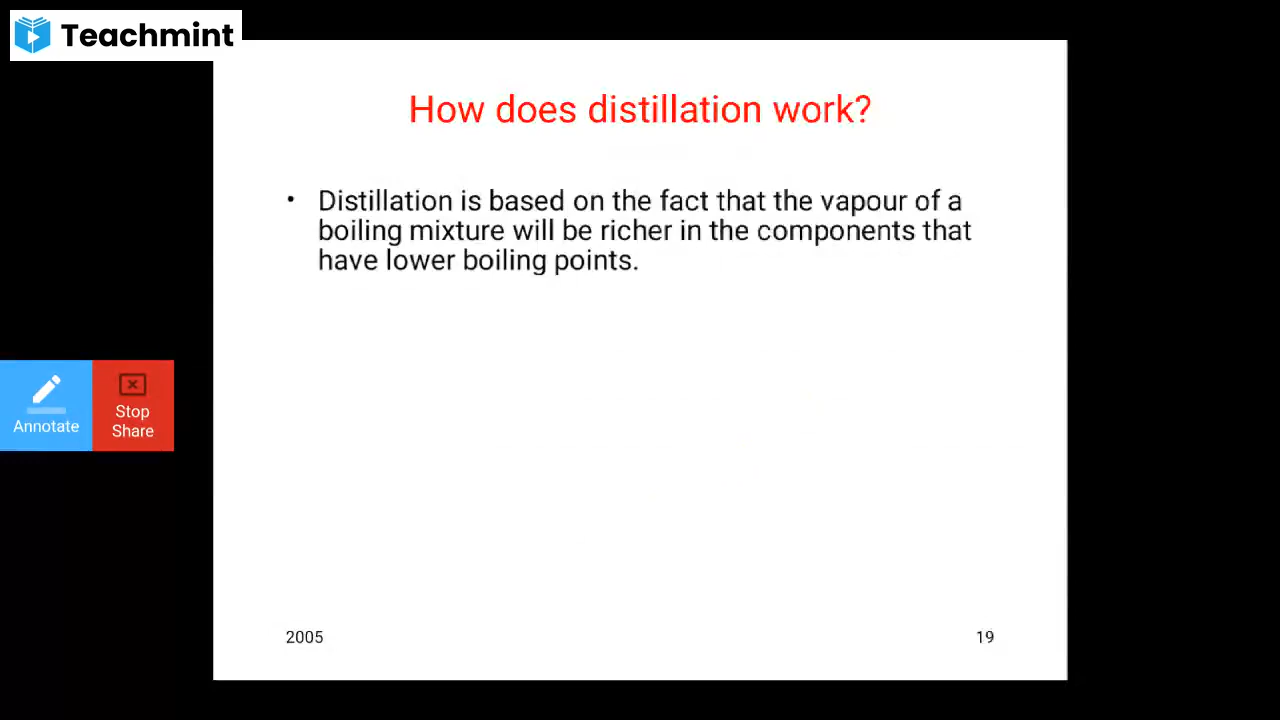 Teachmint
How does distillation work?
• Distillation is based on the fact that the vapour of a
boiling mixture will be richer in the components that
have lower boiling points.
Annotate
Stop
Share
2005
19